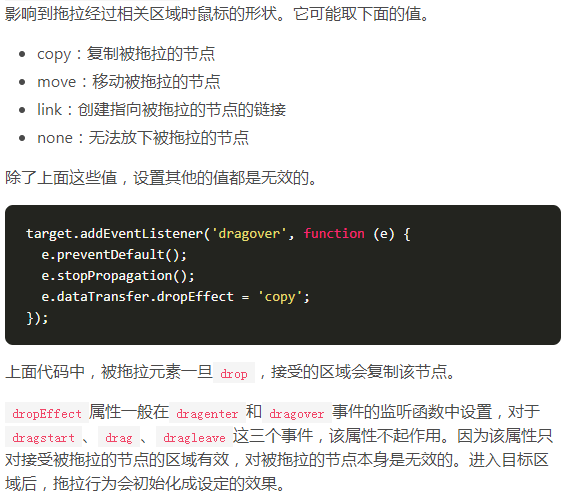 影响到拖拉经过相关区域时鼠标的形状。它可能取下面的值。
copy：复制被拖拉的节点
move：移动被拖拉的节点
link：创建指向被拖拉的节点的链接
none：无法放下被拖拉的节点
除了上面这些值，设置其他的值都是无效的。
target.addEventListener('dragover', function (e) {
  e.preventDefault();
  e.stopPropagation();
  e.dataTransfer.dropEffect = 'copy';
});
上面代码中，被拖拉元素一旦 drop ，接受的区域会复制该节点。
dropEffect 属性一般在 dragenter 和 dragover 事件的监听函数中设置，对于
dragstart 、 drag 、 dragleave 这三个事件，该属性不起作用。因为该属性只
对接受被拖拉的节点的区域有效，对被拖拉的节点本身是无效的。进入目标区
域后，拖拉行为会初始化成设定的效果。